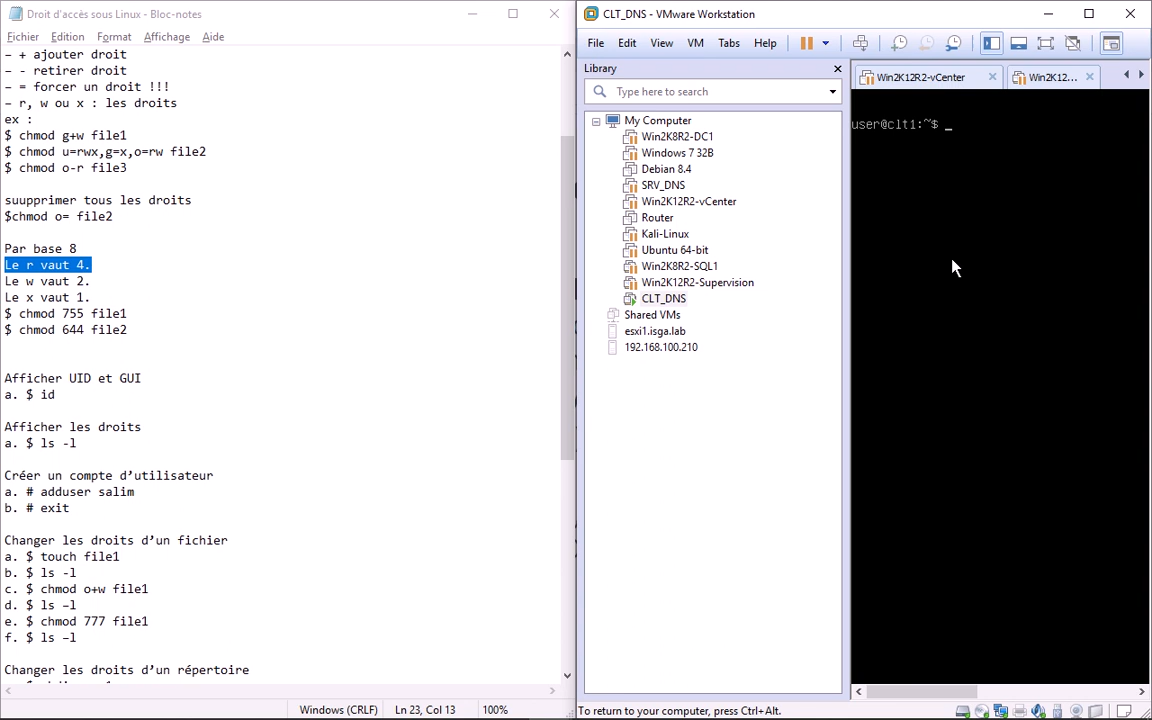 Droit d'accès sous Linux - Bloc-notes
Fichier Edition Format Affichage Aide
– + ajouter droit
– - retirer droit
– = forcer un droit !!!
– r, w ou x : les droits
ex :
$ chmod g+w file1
$ chmod u=rwx,g=x,o=rw file2
$ chmod o-r file3
suupprimer tous les droits
$chmod o= file2
Par base 8
Le r vaut 4.
Le w vaut 2.
Le x vaut 1.
$ chmod 755 file1
$ chmod 644 file2
Afficher UID et GUI
a. $ id
Afficher les droits
a. $ ls -l
Créer un compte d’utilisateur
a. # adduser salim
b. # exit
Changer les droits d’un fichier
a. $ touch file1
b. $ ls -l
c. $ chmod o+w file1
d. $ ls –l
e. $ chmod 777 file1
f. $ ls –l
Changer les droits d’un répertoire
Windows (CRLF) Ln 23, Col 13 100%
CLT_DNS - VMware Workstation
File Edit View VM Tabs Help
Library
Type here to search
My Computer
Win2K8R2-DC1
Windows 7 32B
Debian 8.4
SRV_DNS
Win2K12R2-vCenter
Router
Kali-Linux
Ubuntu 64-bit
Win2K8R2-SQL1
Win2K12R2-Supervision
CLT_DNS
Shared VMs
esxi1.isga.lab
192.168.100.210
Win2K12R2-vCenter Win2K12...
user@clt1:~$ _
To return to your computer, press Ctrl+Alt.